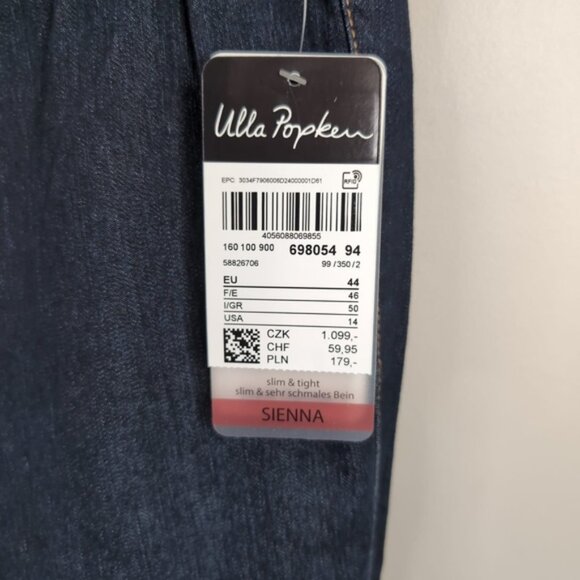 Ulla Popken
EPC: 3034F7906006D24000001D61
RFID
4056088069855
160 100 900 698054 94
58826706 99/350/2
EU 44
F/E 46
I/GR 50
USA 14
CZK 1.099,-
CHF 59,95
PLN 179,-
slim & tight
slim & sehr schmales Bein
SIENNA